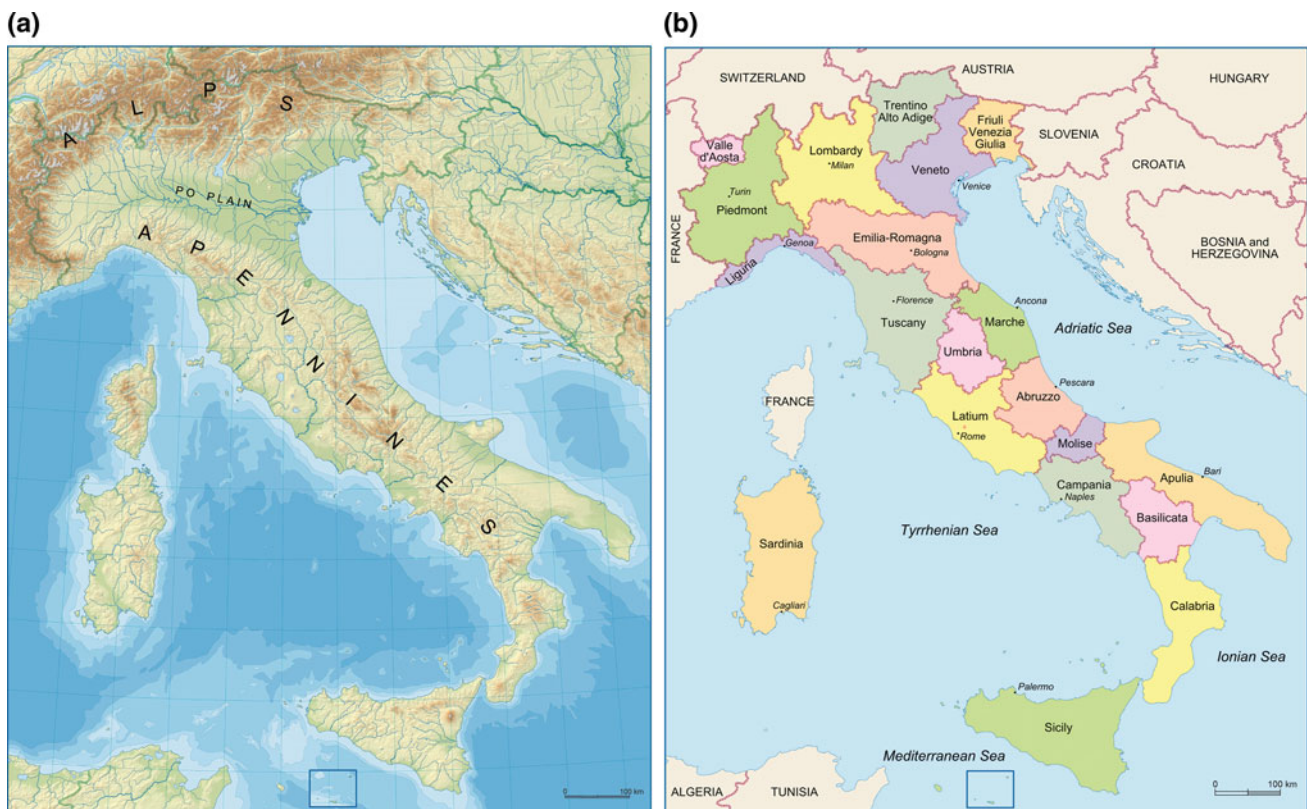 (a)
ALPS
PO PLAIN
APENNINES
100 km
(b)
SWITZERLAND
AUSTRIA
HUNGARY
Trentino
Alto Adige
Friuli
Venezia
Giulia
SLOVENIA
CROATIA
Valle
d'Aosta
Lombardy
Milan
Veneto
Venice
Turin
Piedmont
FRANCE
Emilia-Romagna
Bologna
BOSNIA and
HERZEGOVINA
Genoa
Liguria
Florence
Tuscany
Ancona
Marche
Adriatic Sea
Umbria
FRANCE
Pescara
Abruzzo
Latium
Rome
Molise
Campania
Naples
Apulia
Bari
Basilicata
Tyrrhenian Sea
Sardinia
Cagliari
Calabria
Ionian Sea
Palermo
Sicily
Mediterranean Sea
ALGERIA
TUNISIA
0 100 km